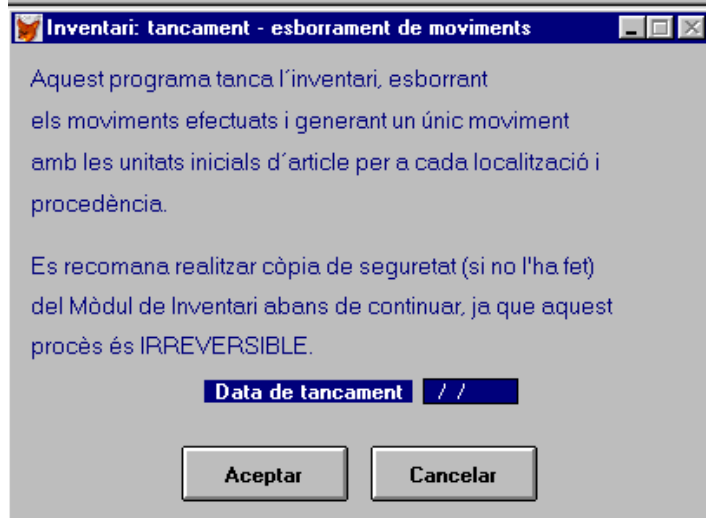 Inventari: tancament - esborrament de moviments
Aquest programa tanca l´inventari, esborrant
els moviments efectuats i generant un únic moviment
amb les unitats inicials d´article per a cada localització i
procedència.
Es recomana realitzar còpia de seguretat (si no l'ha fet)
del Mòdul de Inventari abans de continuar, ja que aquest
procès és IRREVERSIBLE.
Data de tancament / /
Aceptar Cancelar